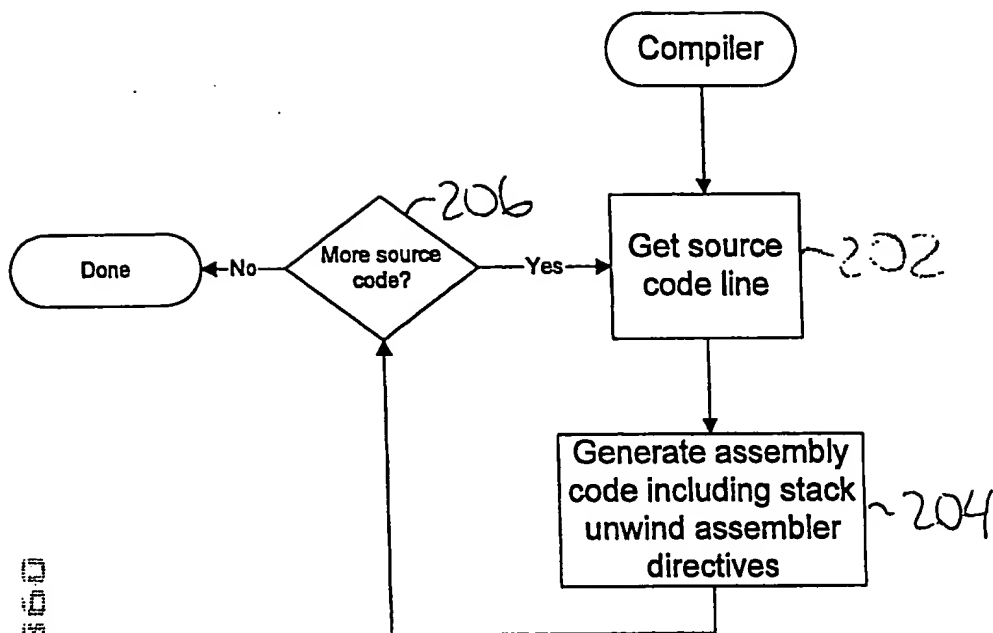 Compiler
206
More source
code?
Done
No
Yes
Get source
code line
202
Generate assembly
code including stack
unwind assembler
directives
204